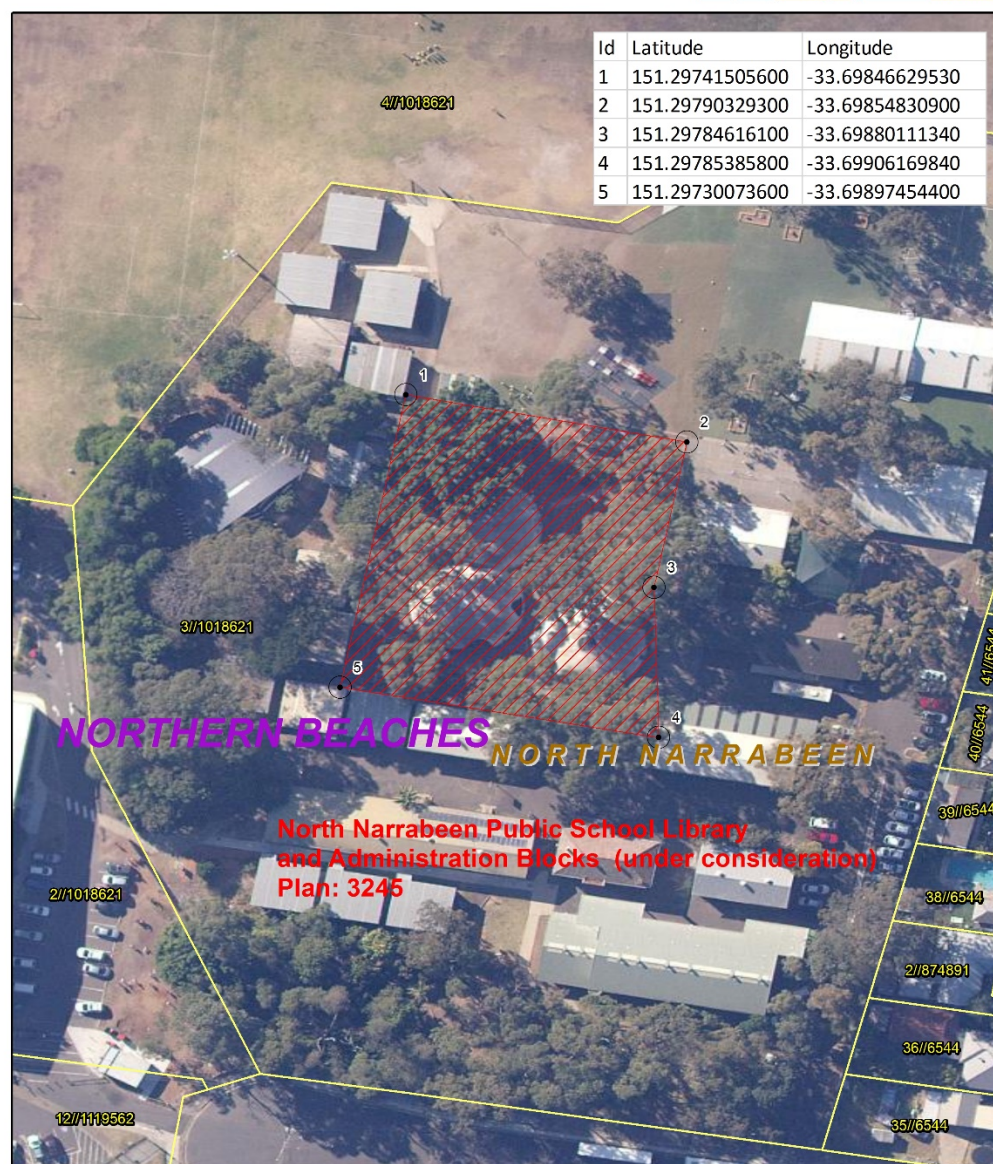 Id Latitude Longitude
1 151.29741505600 -33.69846629530
2 151.29790329300 -33.69854830900
3 151.29784616100 -33.69880111340
4 151.29785385800 -33.69906169840
5 151.29730073600 -33.69897454400
4//1018621
1
2
3
3//1018621
41//6544
5
4
40//6544
NORTHERN BEACHES
NORTH NARRABEEN
39//6544
North Narrabeen Public School Library
and Administration Blocks (under consideration)
Plan: 3245
2//1018621
38//6544
2//874891
36//6544
12//1119562
35//6544